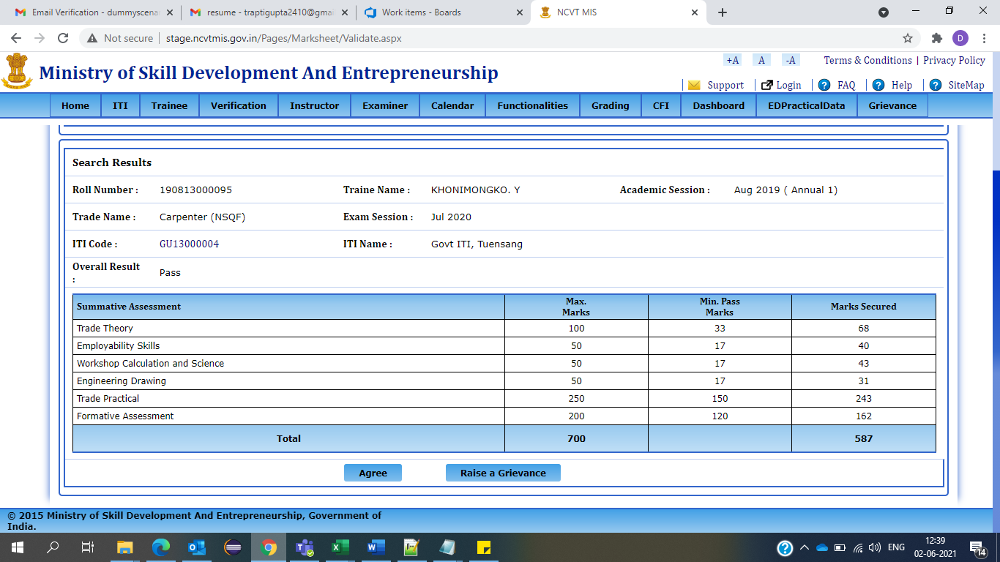 Email Verification - dummyscena
resume - traptigupta2410@gmai
Work items - Boards
NCVT MIS
Not secure | stage.ncvtmis.gov.in/Pages/Marksheet/Validate.aspx
D
+A A -A Terms & Conditions | Privacy Policy
Ministry of Skill Development And Entrepreneurship
Support Login FAQ Help SiteMap
Home ITI Trainee Verification Instructor Examiner Calendar Functionalities Grading CFI Dashboard EDPracticalData Grievance
Search Results
Roll Number : 190813000095 Traine Name : KHONIMONGKO. Y Academic Session : Aug 2019 ( Annual 1)
Trade Name : Carpenter (NSQF) Exam Session : Jul 2020
ITI Code : GU13000004 ITI Name : Govt ITI, Tuensang
Overall Result
: Pass
Summative Assessment Max. Marks Min. Pass Marks Marks Secured
Trade Theory 100 33 68
Employability Skills 50 17 40
Workshop Calculation and Science 50 17 43
Engineering Drawing 50 17 31
Trade Practical 250 150 243
Formative Assessment 200 120 162
Total 700 587
Agree Raise a Grievance
© 2015 Ministry of Skill Development And Entrepreneurship, Government of
India.
ENG
12:39
02-06-2021
14